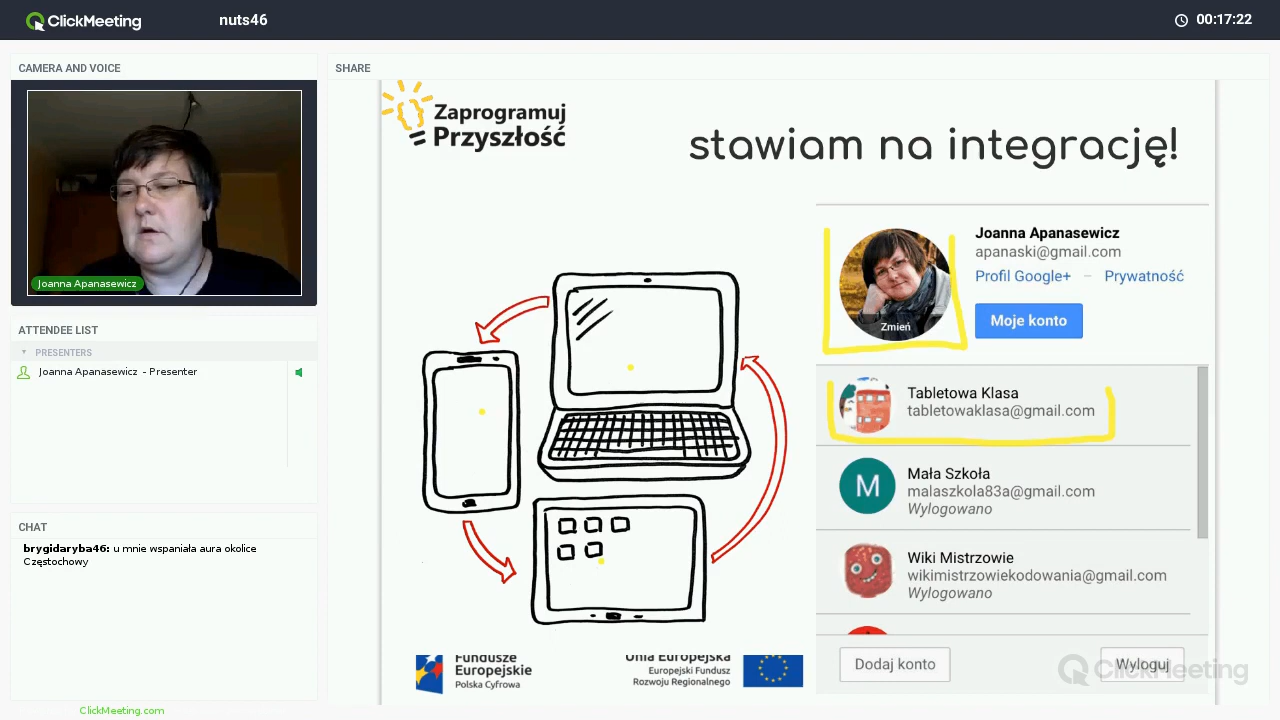 ClickMeeting
nuts46
00:17:22
CAMERA AND VOICE
Joanna Apanasewicz
ATTENDEE LIST
PRESENTERS
Joanna Apanasewicz - Presenter
CHAT
brygidaryba46: u mnie wspaniała aura okolice
Częstochowy
ClickMeeting.com
SHARE
Zaprogramuj
Przyszłość
stawiam na integrację!
Joanna Apanasewicz
apanaski@gmail.com
Profil Google+ – Prywatność
Moje konto
Zmień
Tabletowa Klasa
tabletowaklasa@gmail.com
M
Mała Szkoła
malaszkola83a@gmail.com
Wylogowano
Wiki Mistrzowie
wikimistrzowiekodowania@gmail.com
Wylogowano
Dodaj konto
Wyloguj
ClickMeeting
Fundusze
Europejskie
Polska Cyfrowa
Unia Europejska
Europejski Fundusz
Rozwoju Regionalnego